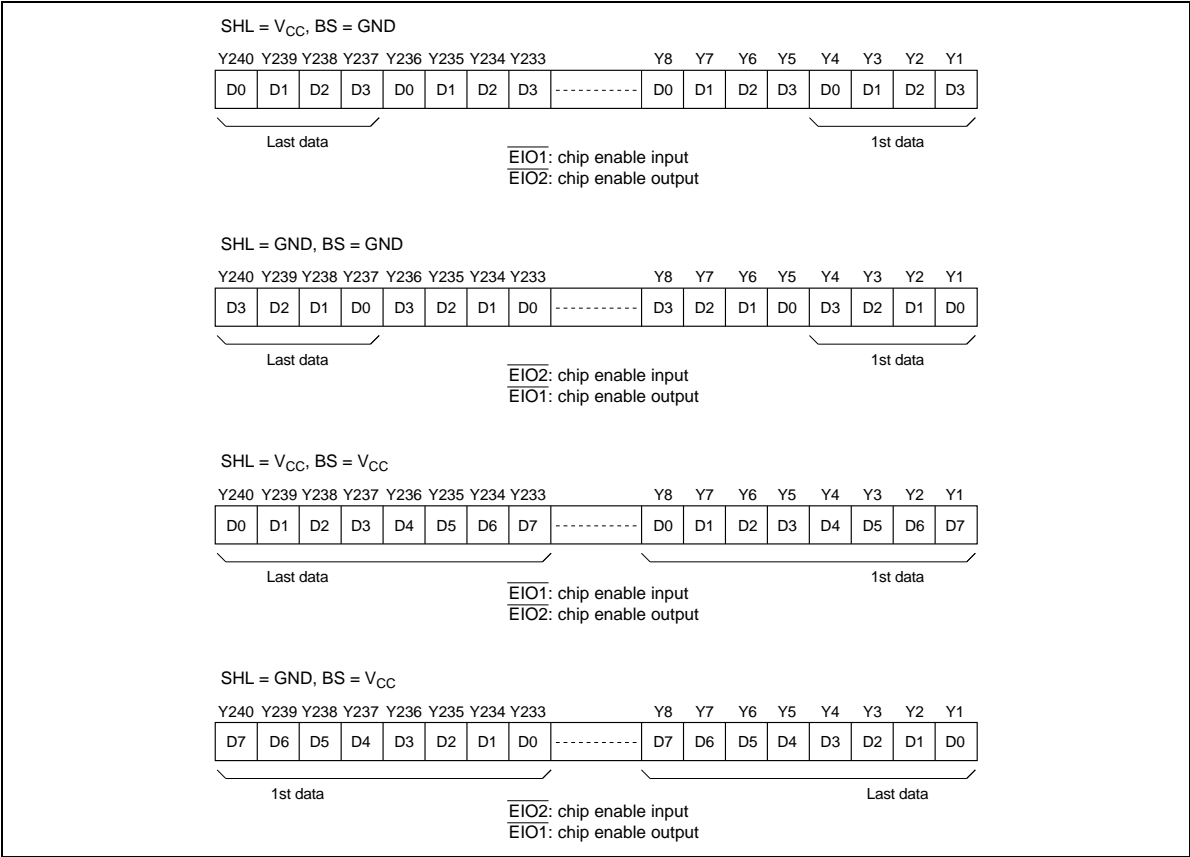 SHL = VCC, BS = GND
Y240 Y239 Y238 Y237 Y236 Y235 Y234 Y233 Y8 Y7 Y6 Y5 Y4 Y3 Y2 Y1
D0 D1 D2 D3 D0 D1 D2 D3 D0 D1 D2 D3 D0 D1 D2 D3
Last data 1st data
EIO1: chip enable input
EIO2: chip enable output
SHL = GND, BS = GND
Y240 Y239 Y238 Y237 Y236 Y235 Y234 Y233 Y8 Y7 Y6 Y5 Y4 Y3 Y2 Y1
D3 D2 D1 D0 D3 D2 D1 D0 D3 D2 D1 D0 D3 D2 D1 D0
Last data 1st data
EIO2: chip enable input
EIO1: chip enable output
SHL = VCC, BS = VCC
Y240 Y239 Y238 Y237 Y236 Y235 Y234 Y233 Y8 Y7 Y6 Y5 Y4 Y3 Y2 Y1
D0 D1 D2 D3 D4 D5 D6 D7 D0 D1 D2 D3 D4 D5 D6 D7
Last data 1st data
EIO1: chip enable input
EIO2: chip enable output
SHL = GND, BS = VCC
Y240 Y239 Y238 Y237 Y236 Y235 Y234 Y233 Y8 Y7 Y6 Y5 Y4 Y3 Y2 Y1
D7 D6 D5 D4 D3 D2 D1 D0 D7 D6 D5 D4 D3 D2 D1 D0
1st data Last data
EIO2: chip enable input
EIO1: chip enable output